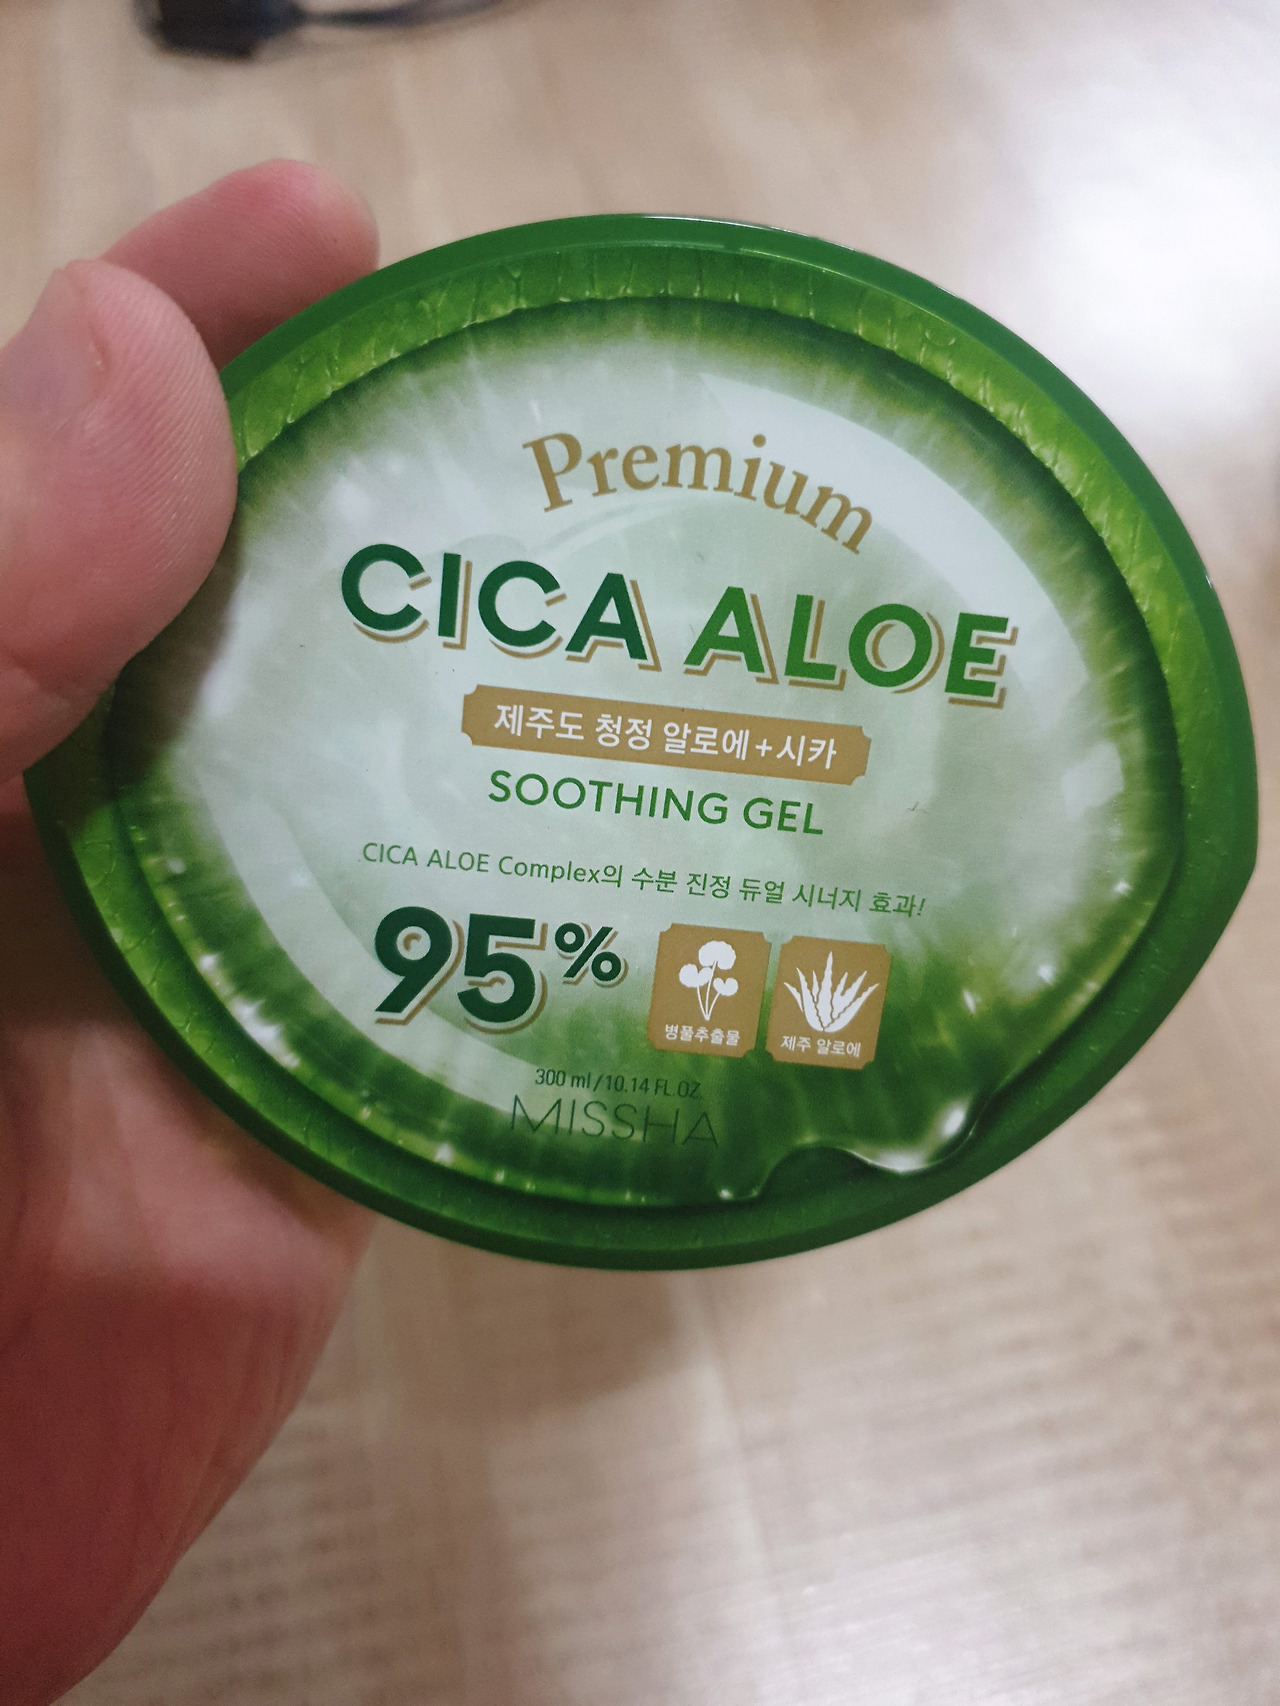 Premium
CICA ALOE
제주도 청정 알로에+시카
SOOTHING GEL
CICA ALOE Complex의 수분 진정 듀얼 시너지 효과!
95%
병풀추출물
제주 알로에
300 ml/10.14 FL.OZ.
MISSHA